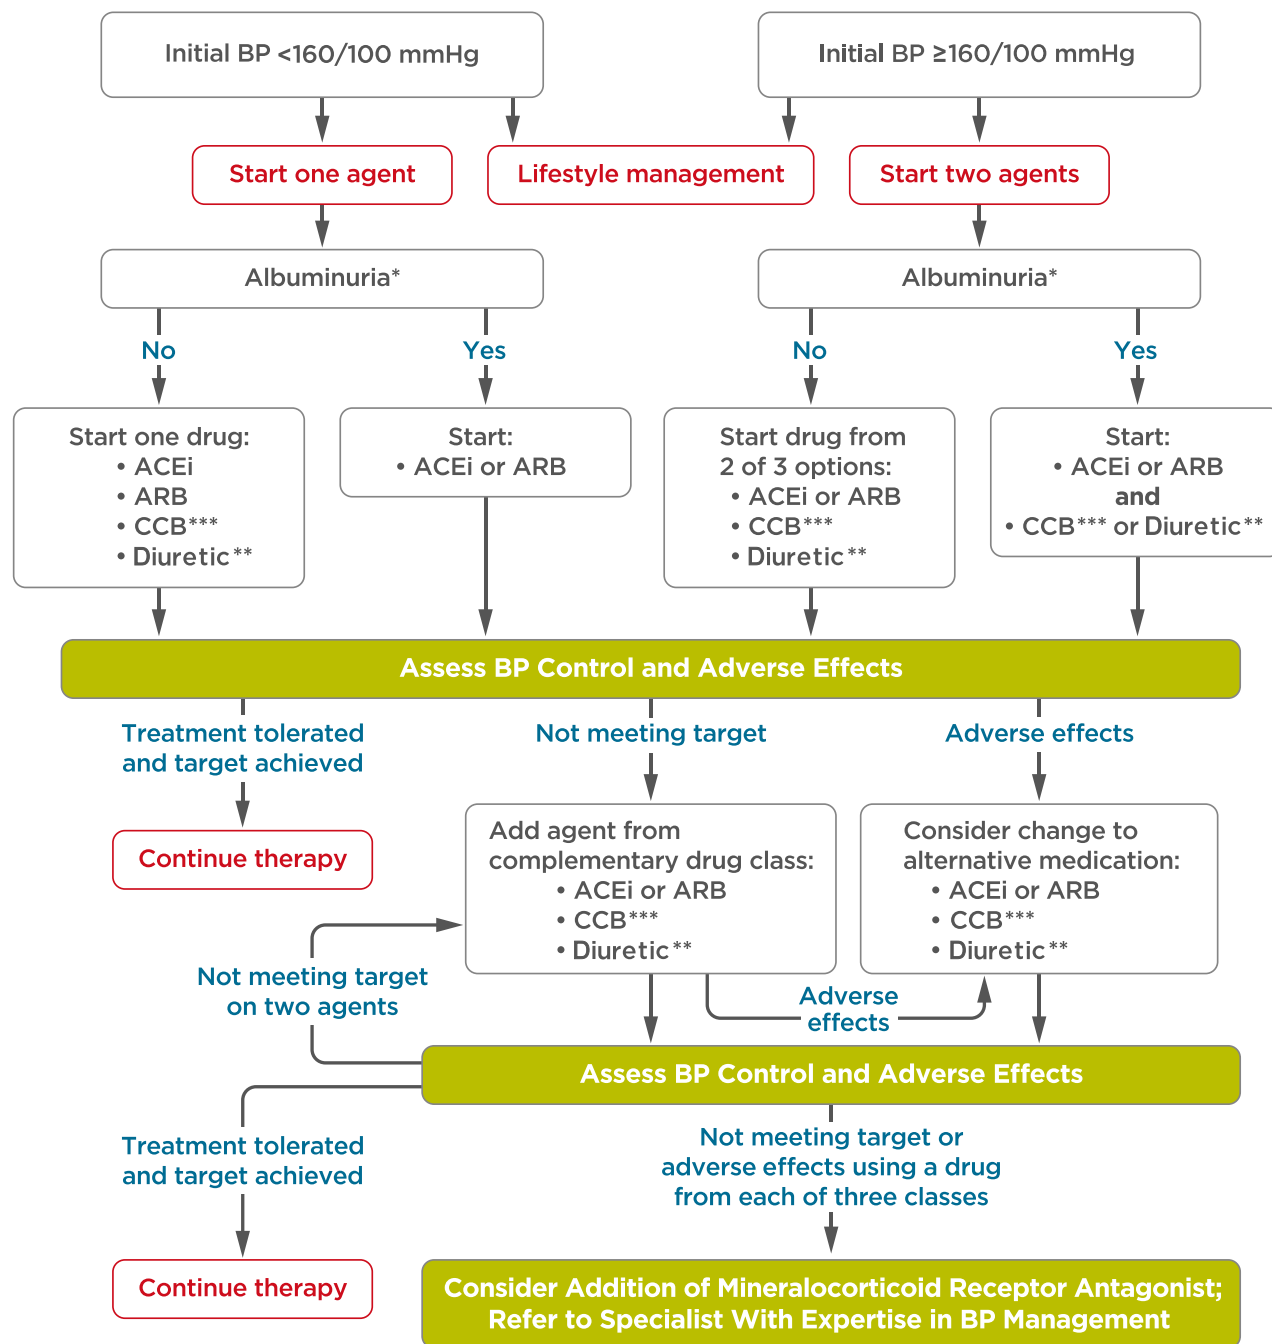 Initial BP <160/100 mmHg
Initial BP ≥160/100 mmHg
Start one agent
Lifestyle management
Start two agents
Albuminuria*
Albuminuria*
No
Yes
No
Yes
Start one drug:
• ACEi
• ARB
• CCB***
• Diuretic**
Start:
• ACEi or ARB
Start drug from
2 of 3 options:
• ACEi or ARB
• CCB***
• Diuretic**
Start:
• ACEi or ARB
and
• CCB*** or Diuretic**
Assess BP Control and Adverse Effects
Treatment tolerated
and target achieved
Not meeting target
Adverse effects
Continue therapy
Add agent from
complementary drug class:
• ACEi or ARB
• CCB***
• Diuretic**
Consider change to
alternative medication:
• ACEi or ARB
• CCB***
• Diuretic**
Not meeting target
on two agents
Adverse
effects
Assess BP Control and Adverse Effects
Treatment tolerated
and target achieved
Not meeting target or
adverse effects using a drug
from each of three classes
Continue therapy
Consider Addition of Mineralocorticoid Receptor Antagonist;
Refer to Specialist With Expertise in BP Management